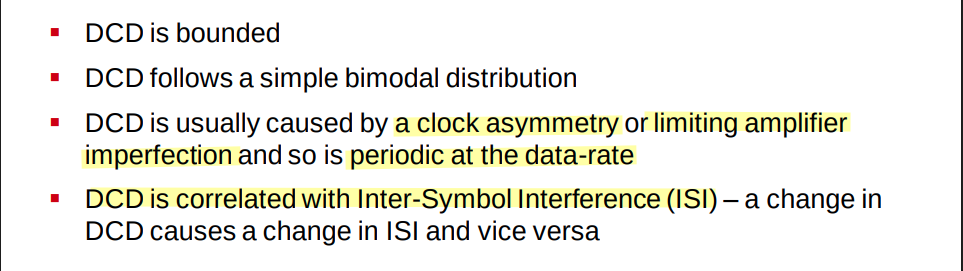 ▪ DCD is bounded
▪ DCD follows a simple bimodal distribution
▪ DCD is usually caused by a clock asymmetry or limiting amplifier
imperfection and so is periodic at the data-rate
▪ DCD is correlated with Inter-Symbol Interference (ISI) – a change in
DCD causes a change in ISI and vice versa